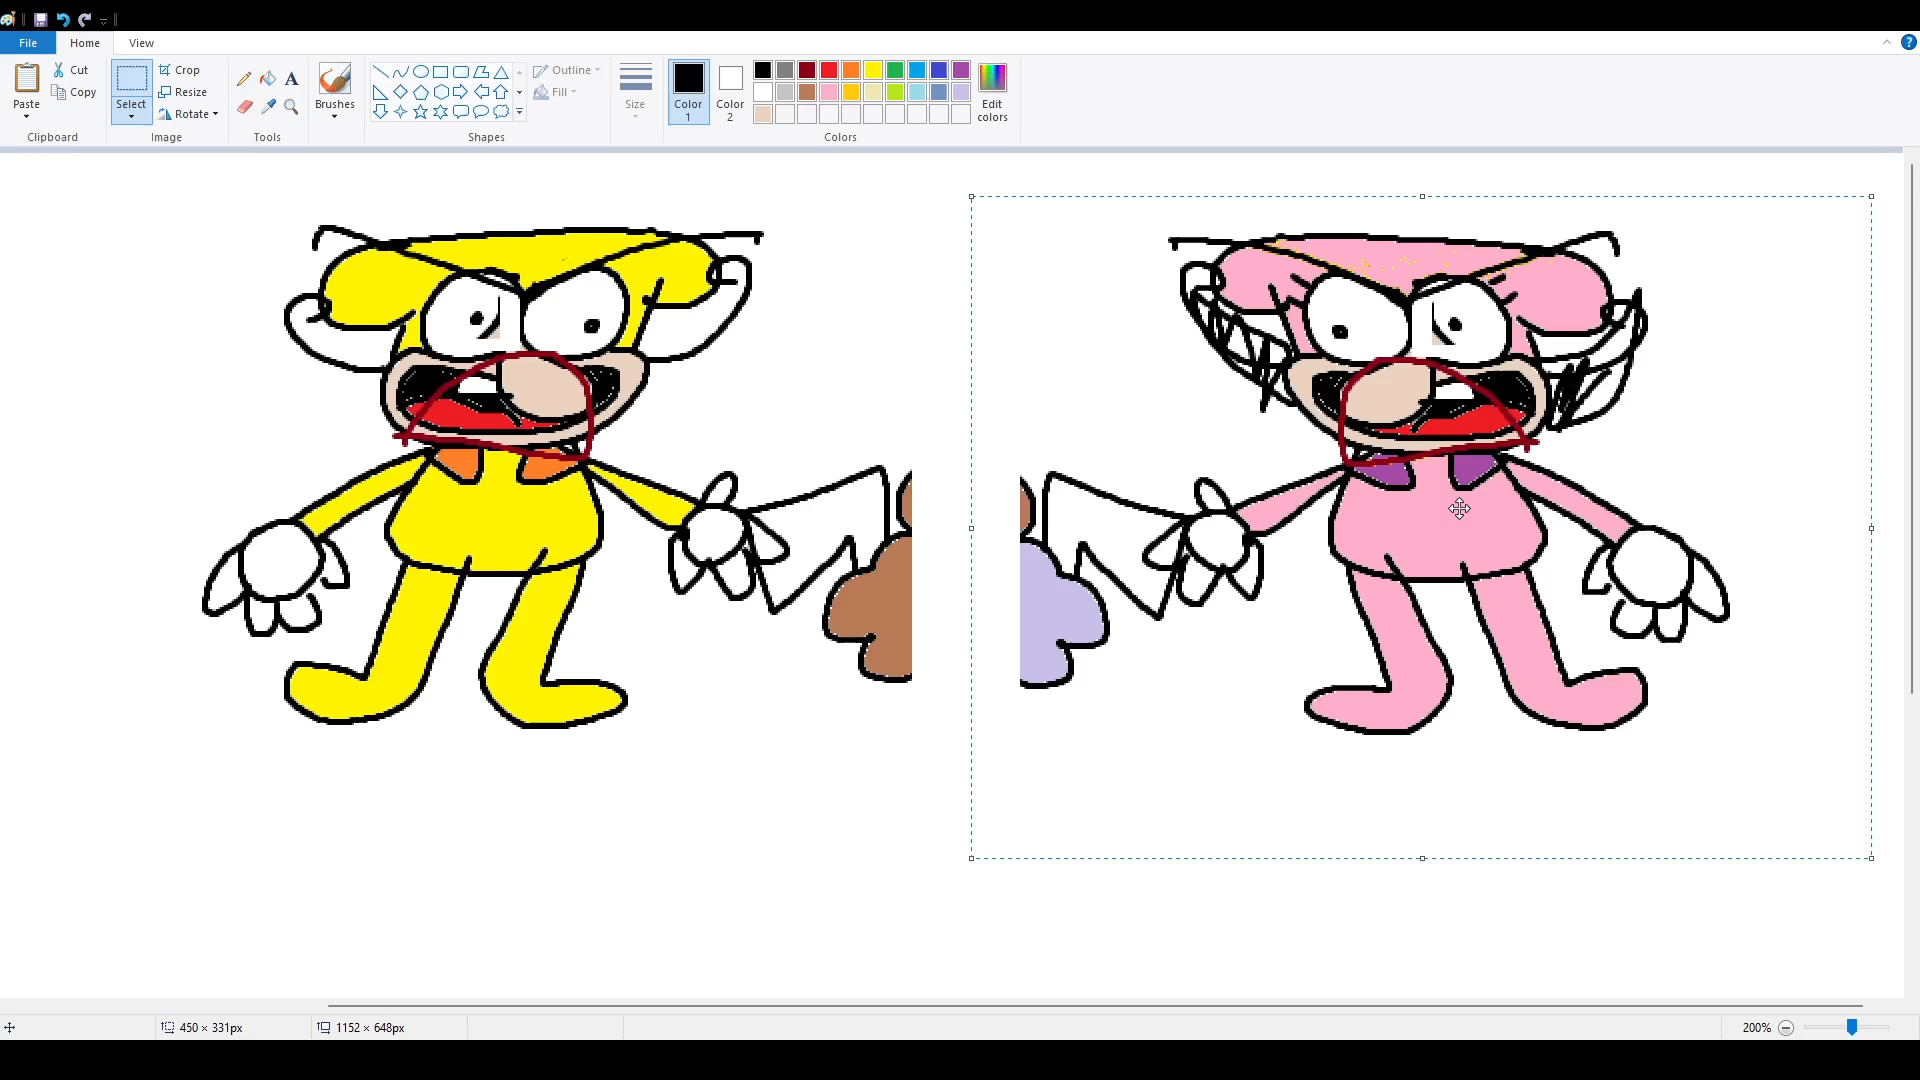 File Home View
Paste
Cut
Copy
Clipboard
Select
Crop
Resize
Rotate
Image
A
Tools
Brushes
Shapes
Outline
Fill
Size
Color 1
Color 2
Edit colors
Colors
?
450 × 331px
1152 × 648px
200%